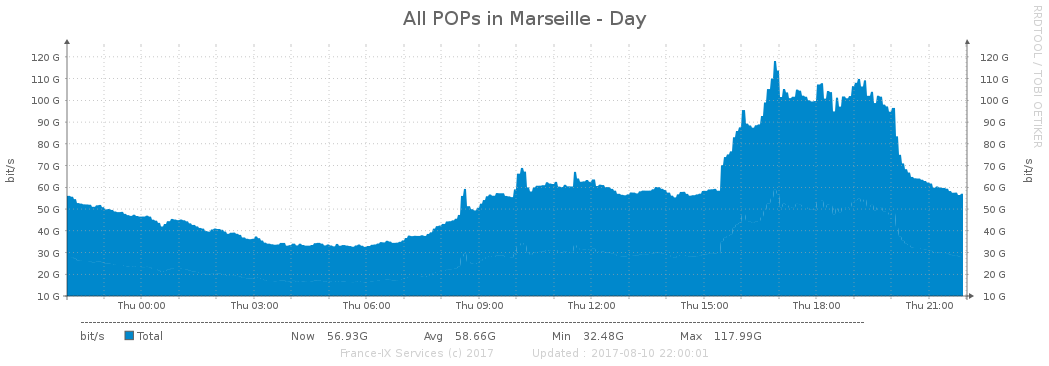 All POPs in Marseille - Day
RRDTOOL / TOBI OETIKER
120 G 120 G
110 G 110 G
100 G 100 G
90 G 90 G
80 G 80 G
70 G 70 G
60 G 60 G
50 G 50 G
40 G 40 G
30 G 30 G
20 G 20 G
10 G 10 G
bit/s bit/s
Thu 00:00 Thu 03:00 Thu 06:00 Thu 09:00 Thu 12:00 Thu 15:00 Thu 18:00 Thu 21:00
bit/s Total Now 56.93G Avg 58.66G Min 32.48G Max 117.99G
France-IX Services (c) 2017 Updated : 2017-08-10 22:00:01